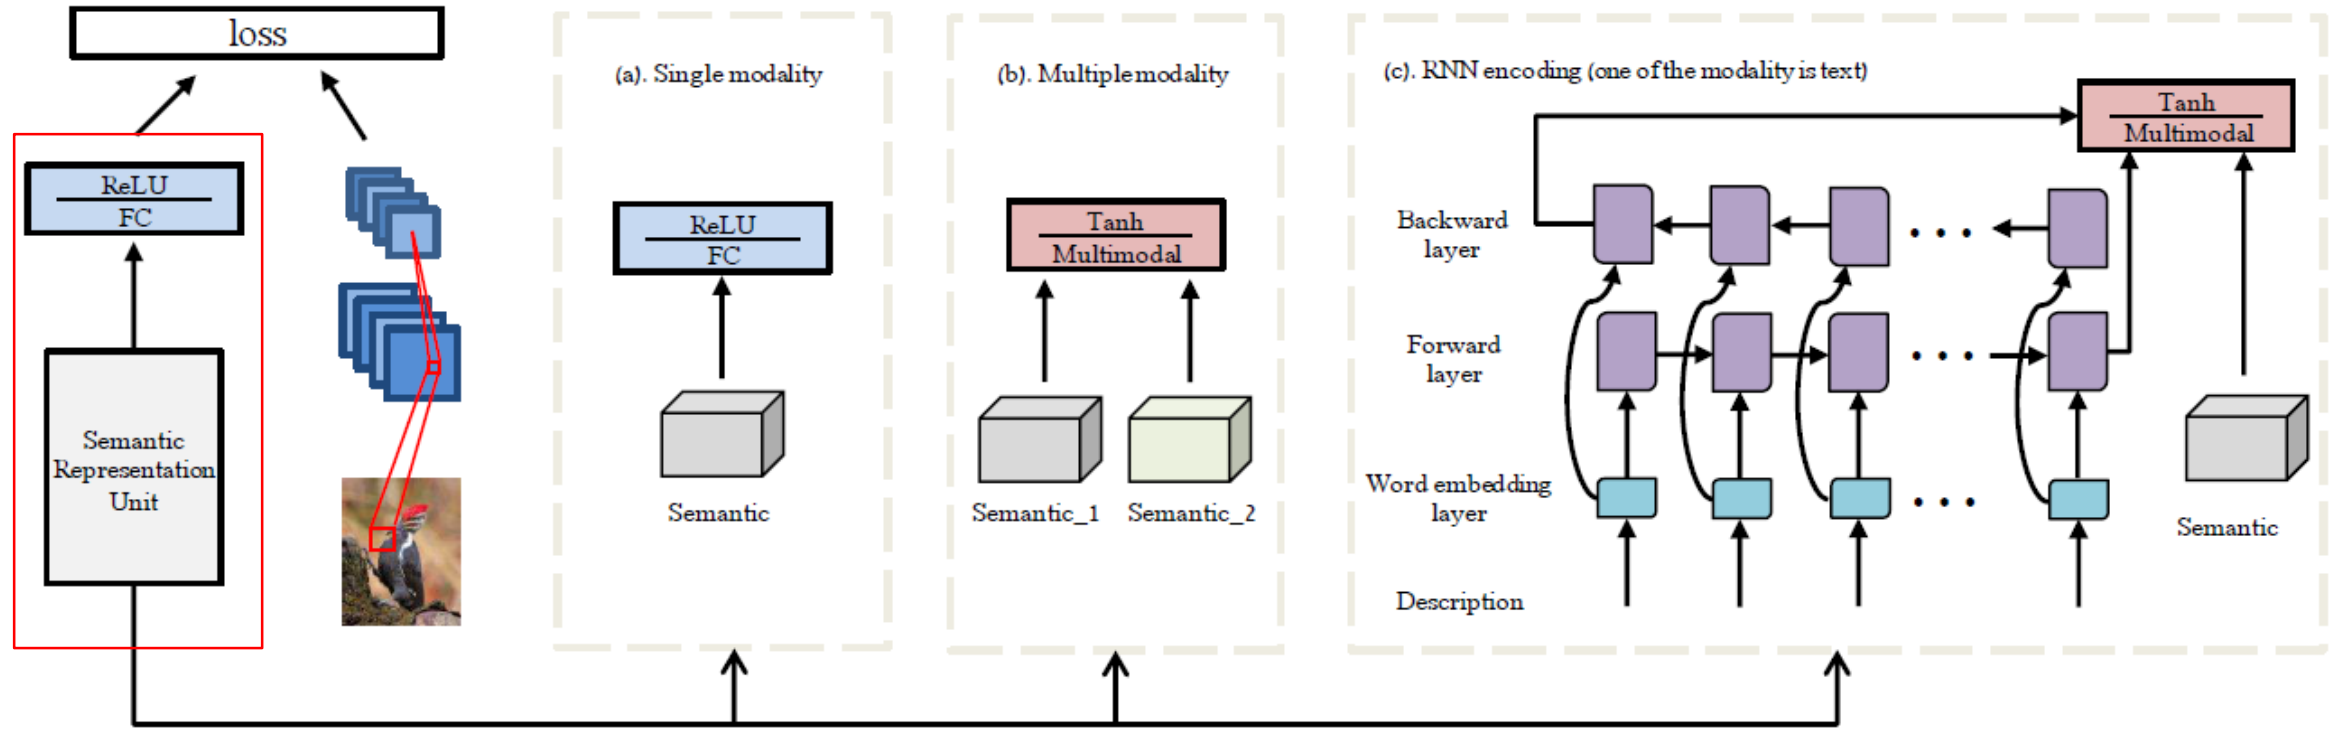 loss
ReLU
FC
Semantic
Representation
Unit
(a). Single modality
ReLU
FC
Semantic
(b). Multiple modality
Tanh
Multimodal
Semantic_1
Semantic_2
(c). RNN encoding (one of the modality is text)
Tanh
Multimodal
Backward
layer
Forward
layer
Word embedding
layer
Semantic
Description